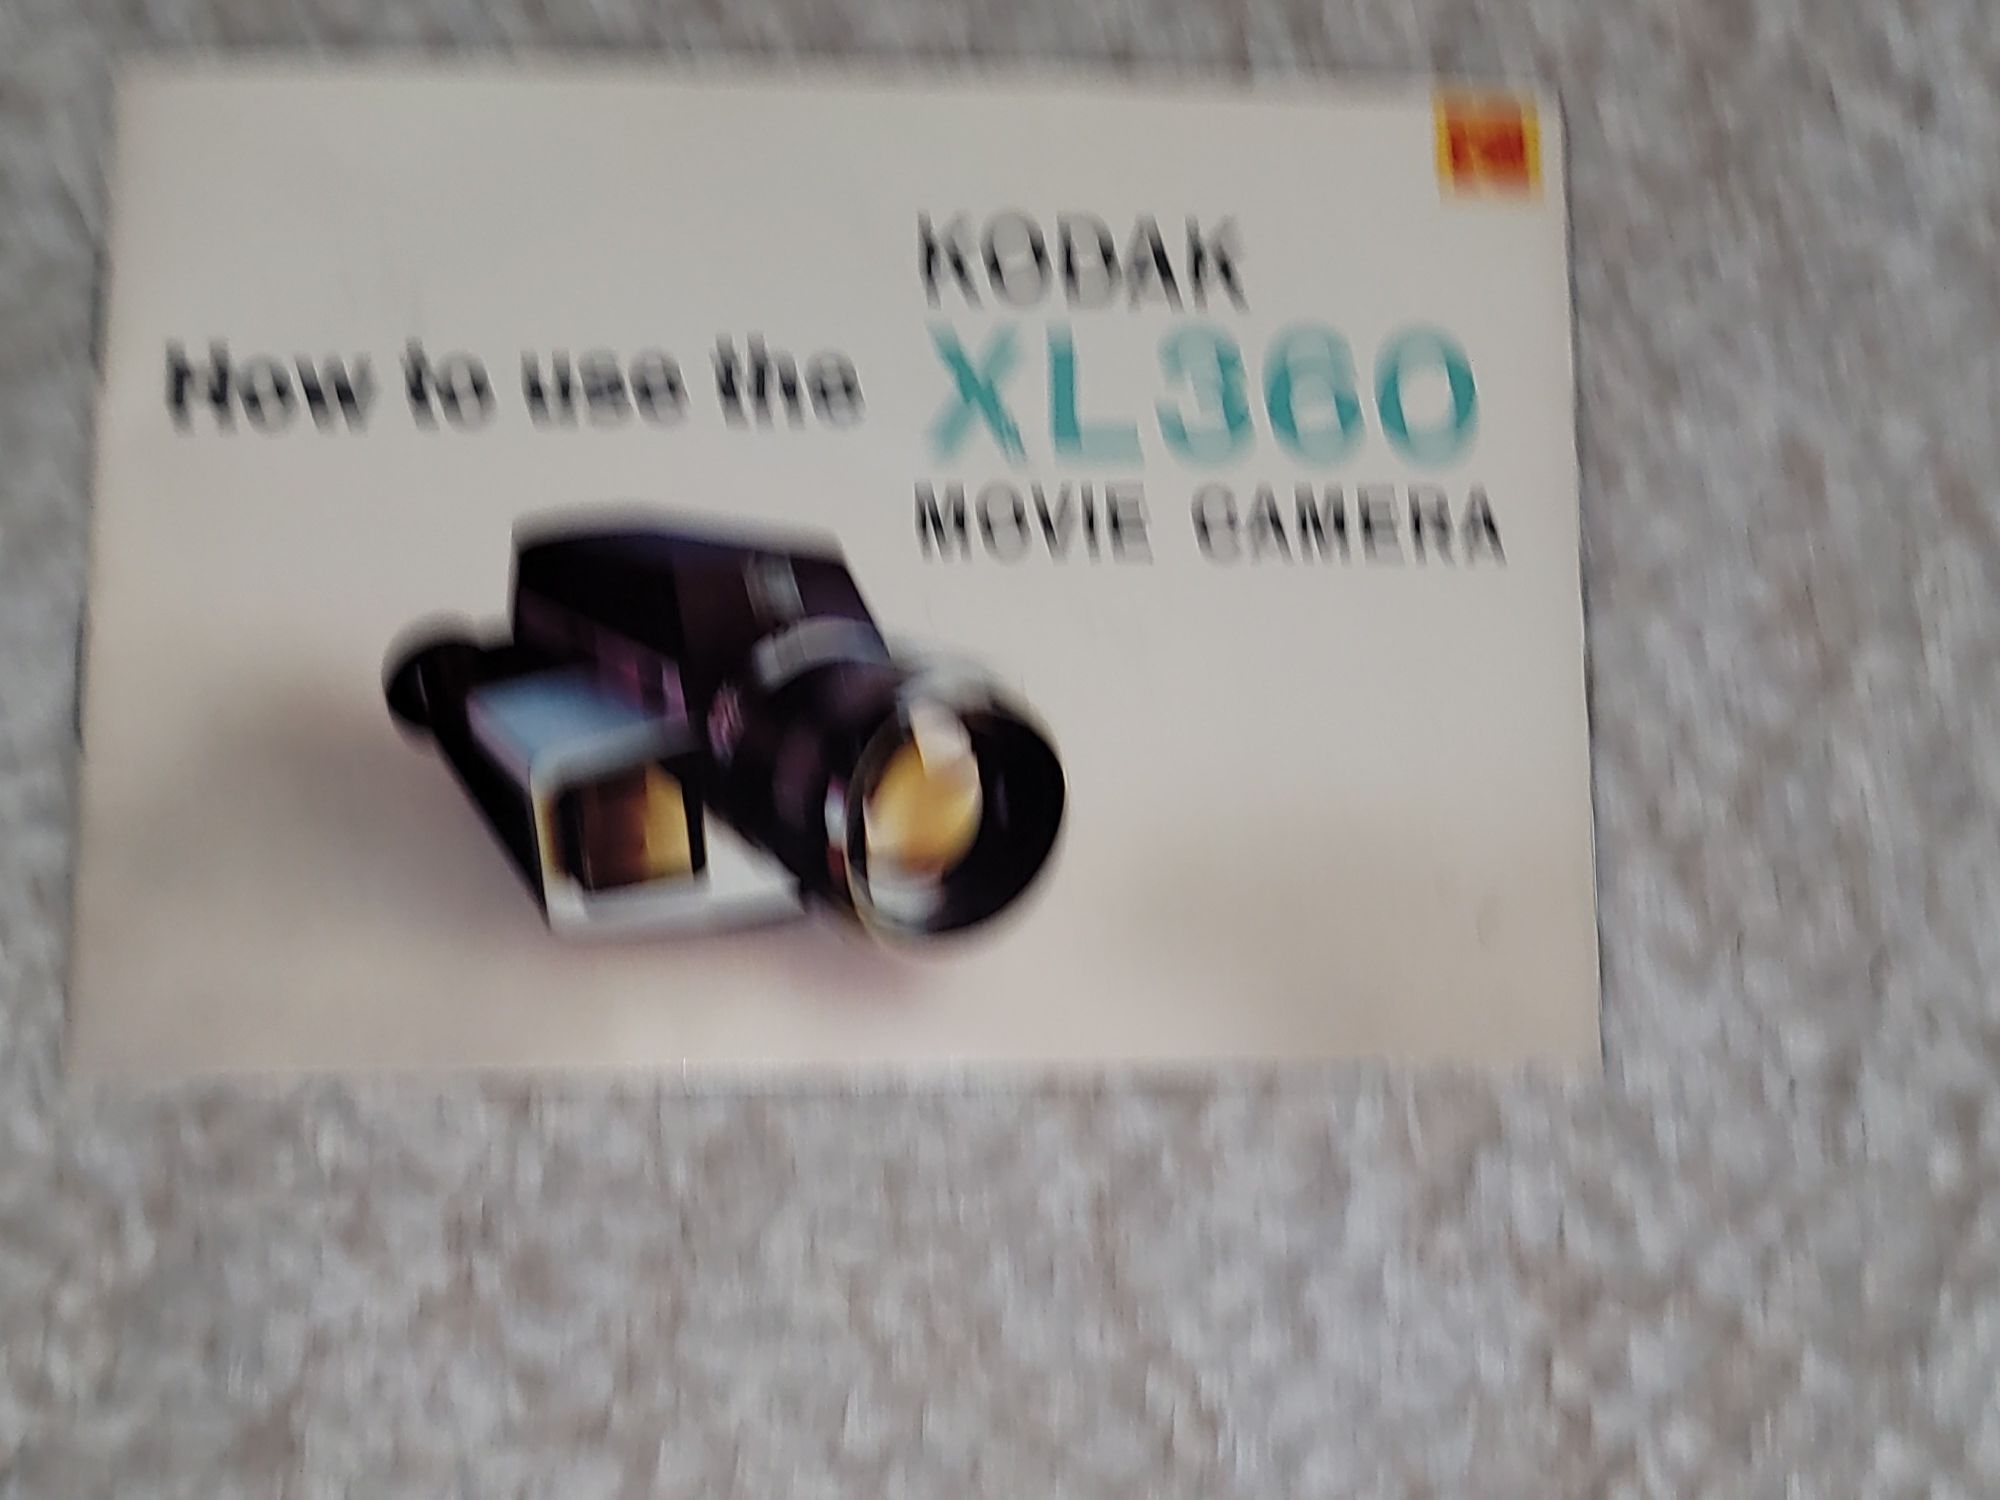 How to use the
KODAK
XL360
MOVIE CAMERA